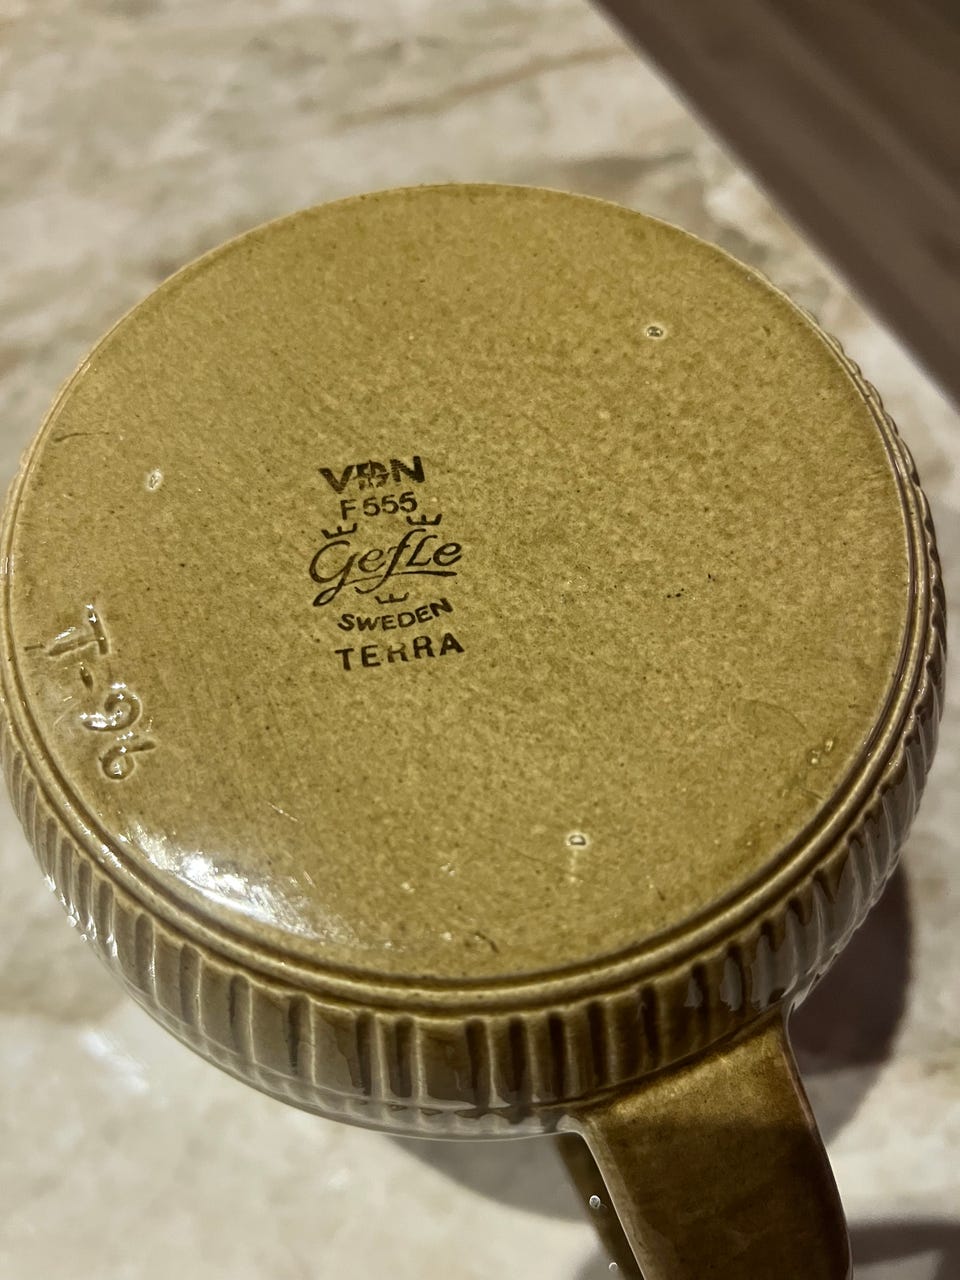 VDN
F555
Gefle
SWEDEN
TERRA
T-96